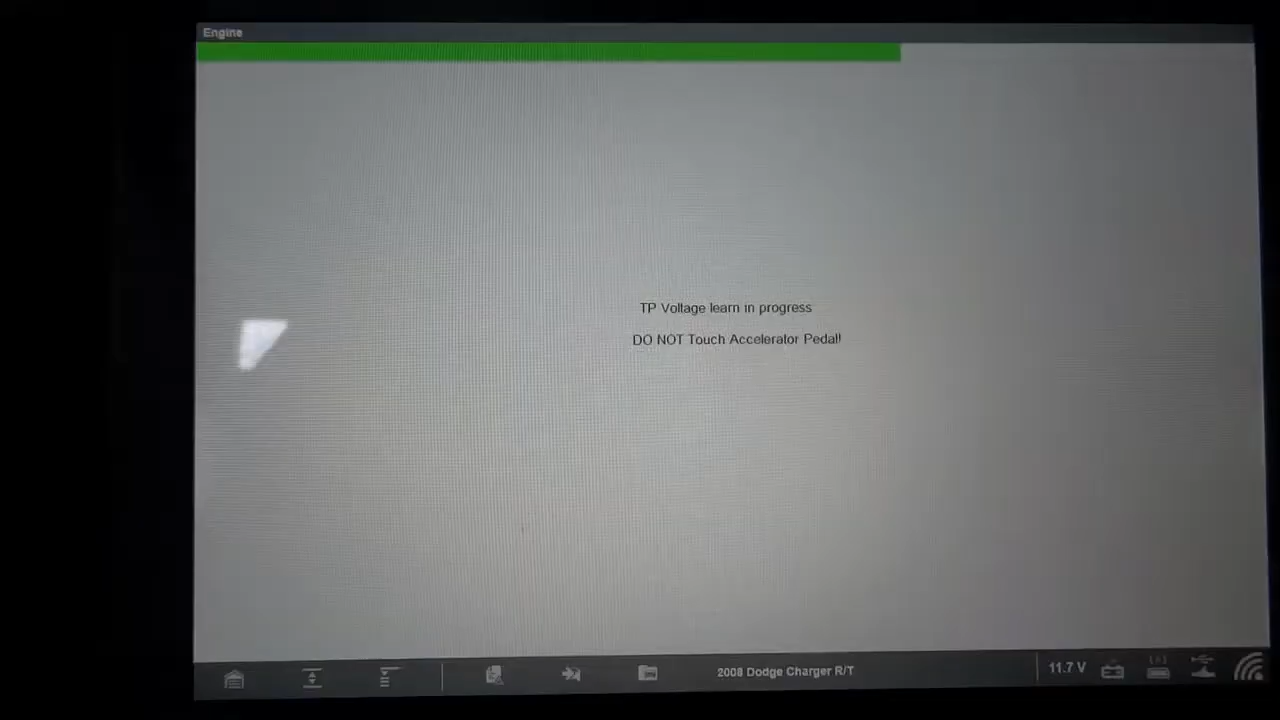 Engine
TP Voltage learn in progress
DO NOT Touch Accelerator Pedal!
2008 Dodge Charger R/T
11.7 V